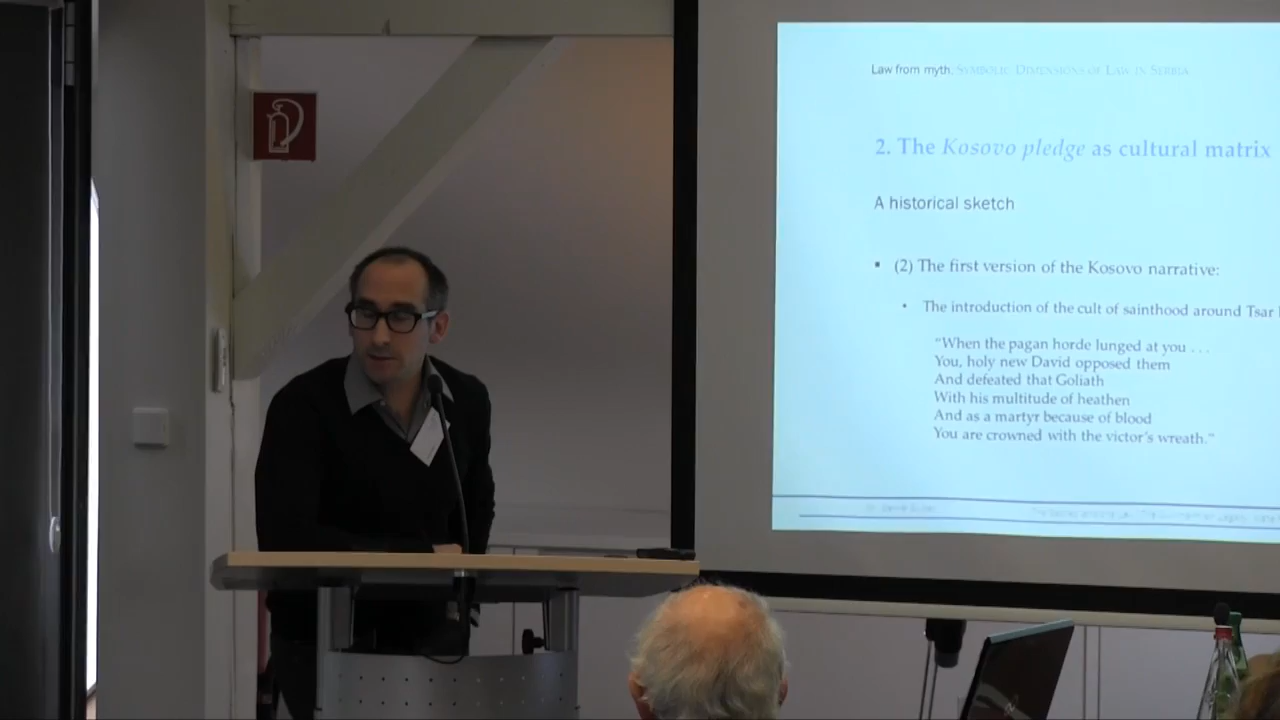 Law from myth. SYMBOLIC DIMENSIONS OF LAW IN SERBIA
2. The Kosovo pledge as cultural matrix
A historical sketch
▪ (2) The first version of the Kosovo narrative:
• The introduction of the cult of sainthood around Tsar
“When the pagan horde lunged at you . . .
You, holy new David opposed them
And defeated that Goliath
With his multitude of heathen
And as a martyr because of blood
You are crowned with the victor's wreath.”